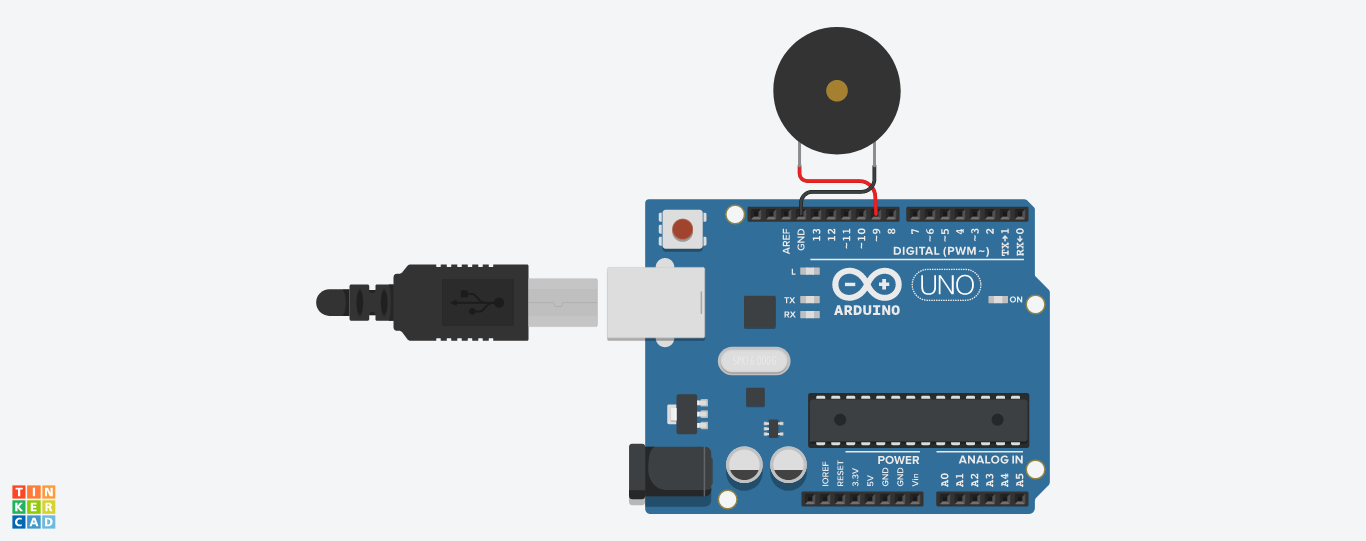 AREF
GND
13
12
~11
~10
~9
8
7
~6
~5
4
~3
2
TX→1
RX←0
DIGITAL (PWM~)
L
TX
RX
UNO
ON
ARDUINO
POWER
ANALOG IN
IOREF
RESET
3.3V
5V
GND
GND
Vin
A0
A1
A2
A3
A4
A5
TIN
KER
CAD